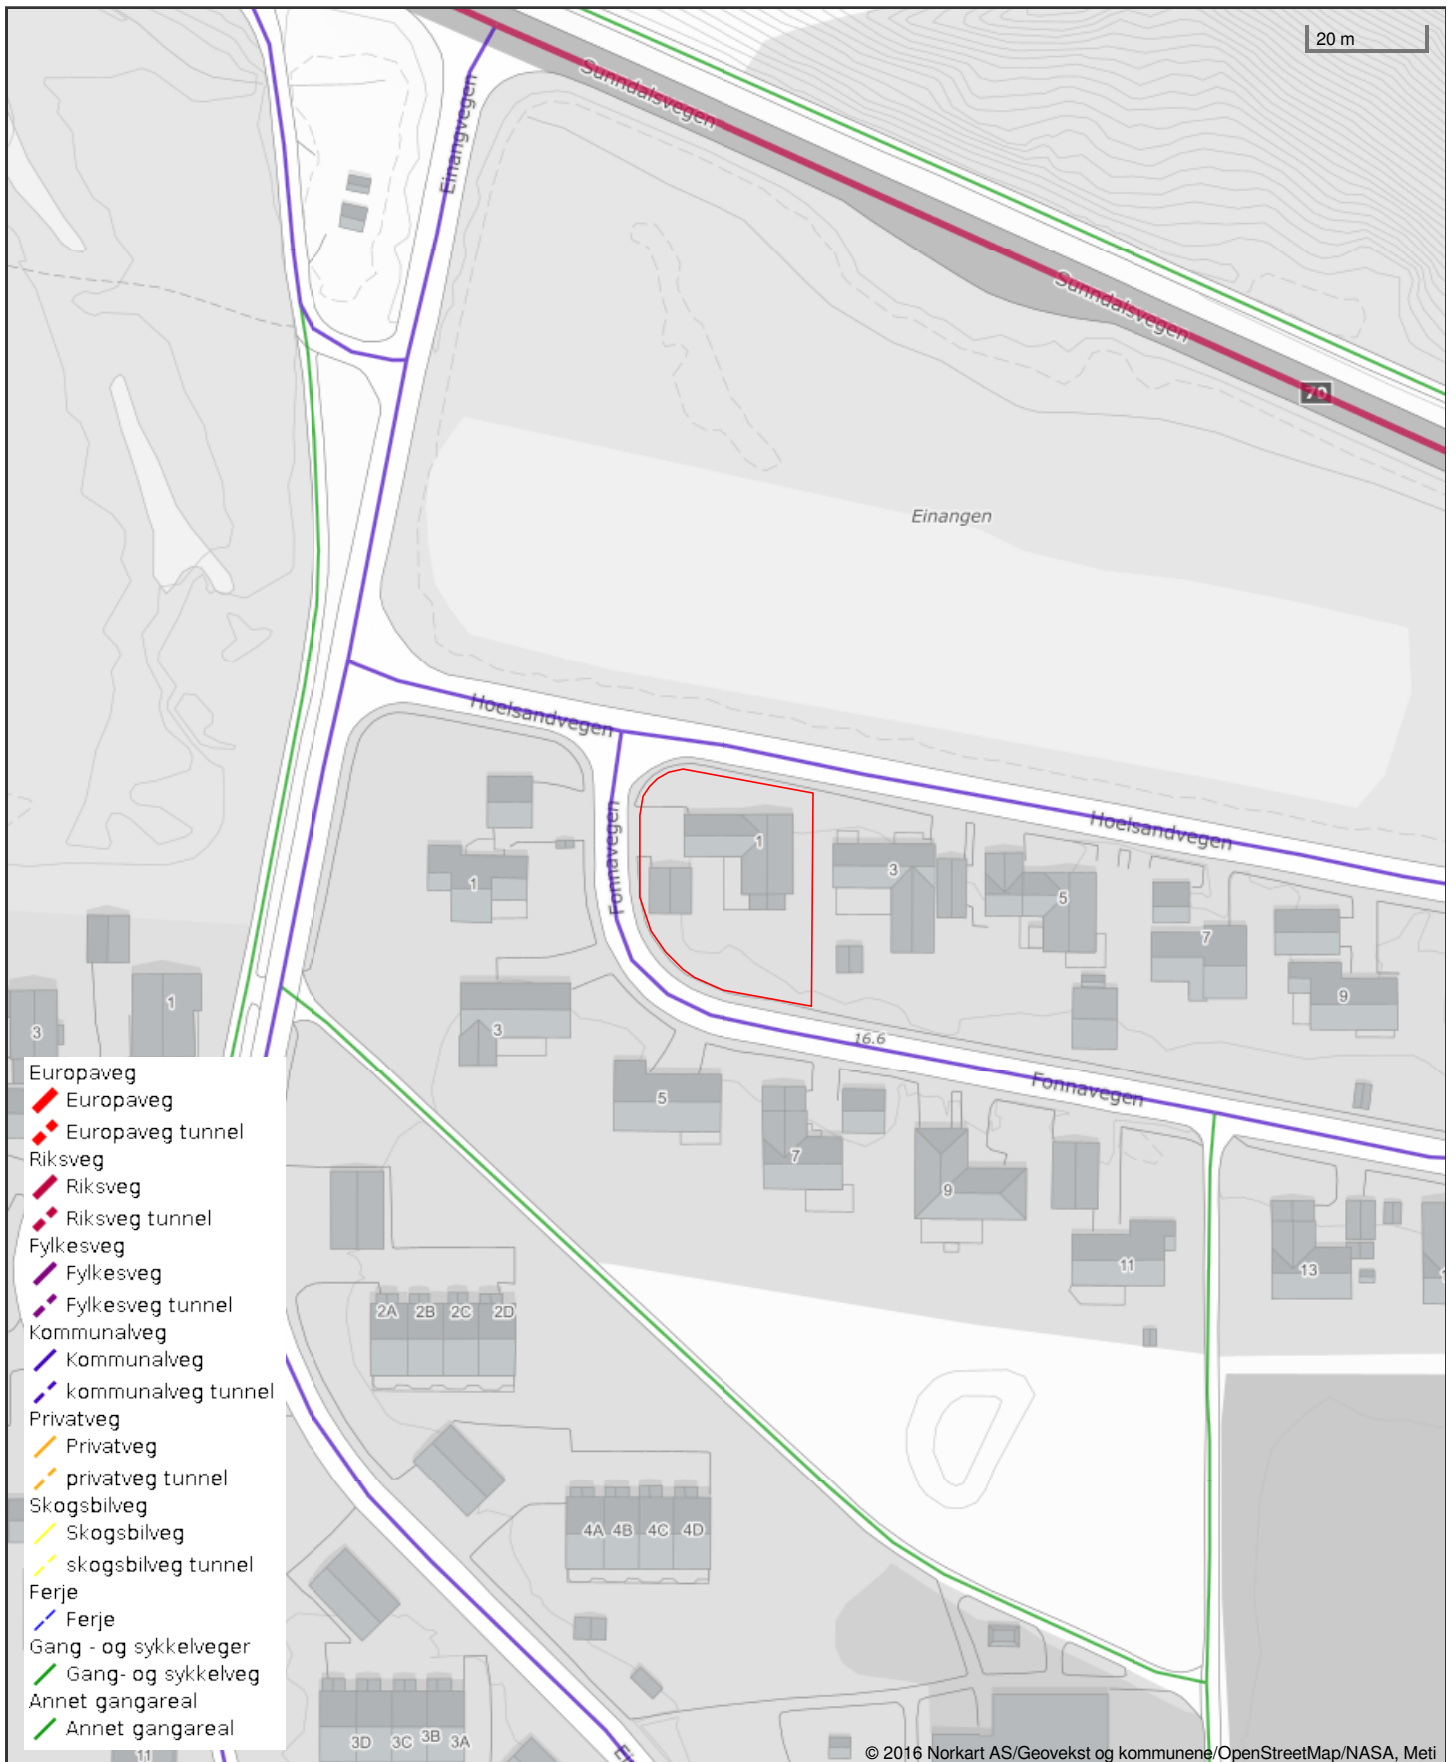 20 m
Sunndalsvegen
Einangvegen
Sunndalsvegen
70
Einangen
Hoelsandvegen
Hoelsandvegen
Fonnavegen
1
3
5
7
9
1
3
1
3
16.6
Fonnavegen
5
7
9
11
13
2A 2B 2C 2D
4A 4B 4C 4D
3D 3C 3B 3A
11
Europaveg
Europaveg
Europaveg tunnel
Riksveg
Riksveg
Riksveg tunnel
Fylkesveg
Fylkesveg
Fylkesveg tunnel
Kommunalveg
Kommunalveg
kommunalveg tunnel
Privatveg
Privatveg
privatveg tunnel
Skogsbilveg
Skogsbilveg
skogsbilveg tunnel
Ferje
Ferje
Gang - og sykkelveger
Gang- og sykkelveg
Annet gangareal
Annet gangareal
© 2016 Norkart AS/Geovekst og kommunene/OpenStreetMap/NASA, Meti